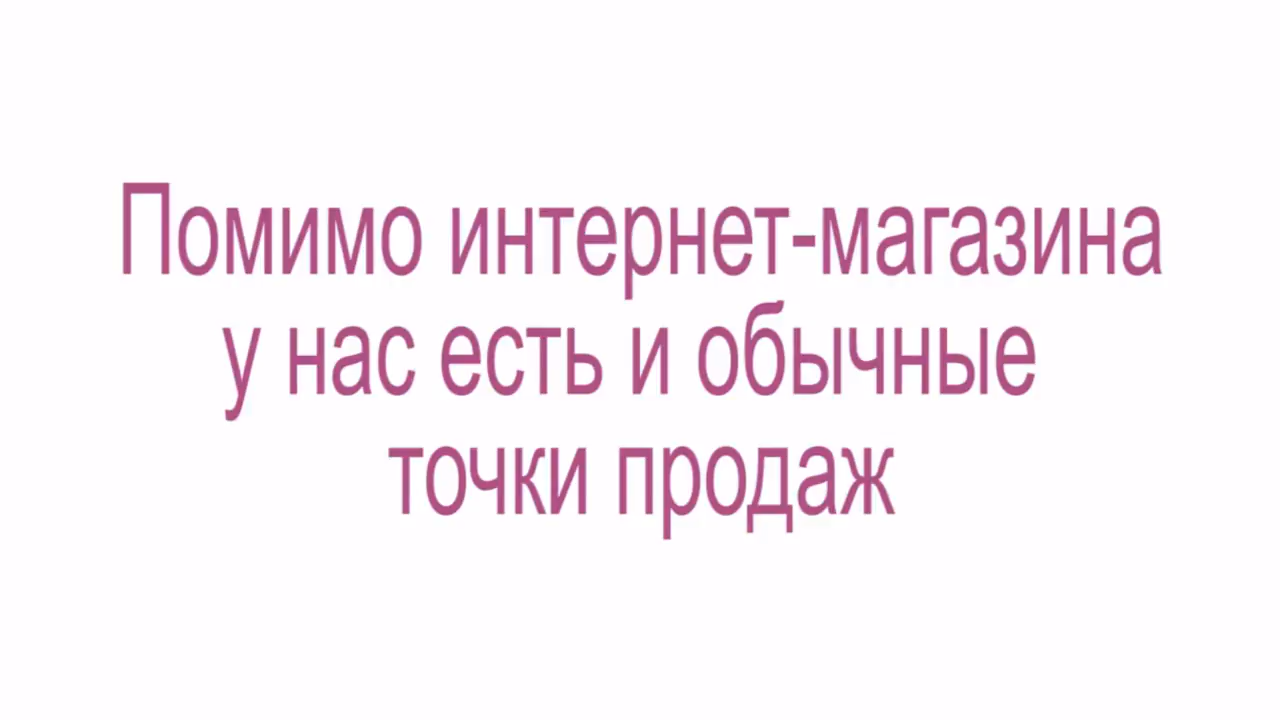 Помимо интернет-магазина
у нас есть и обычные
точки продаж